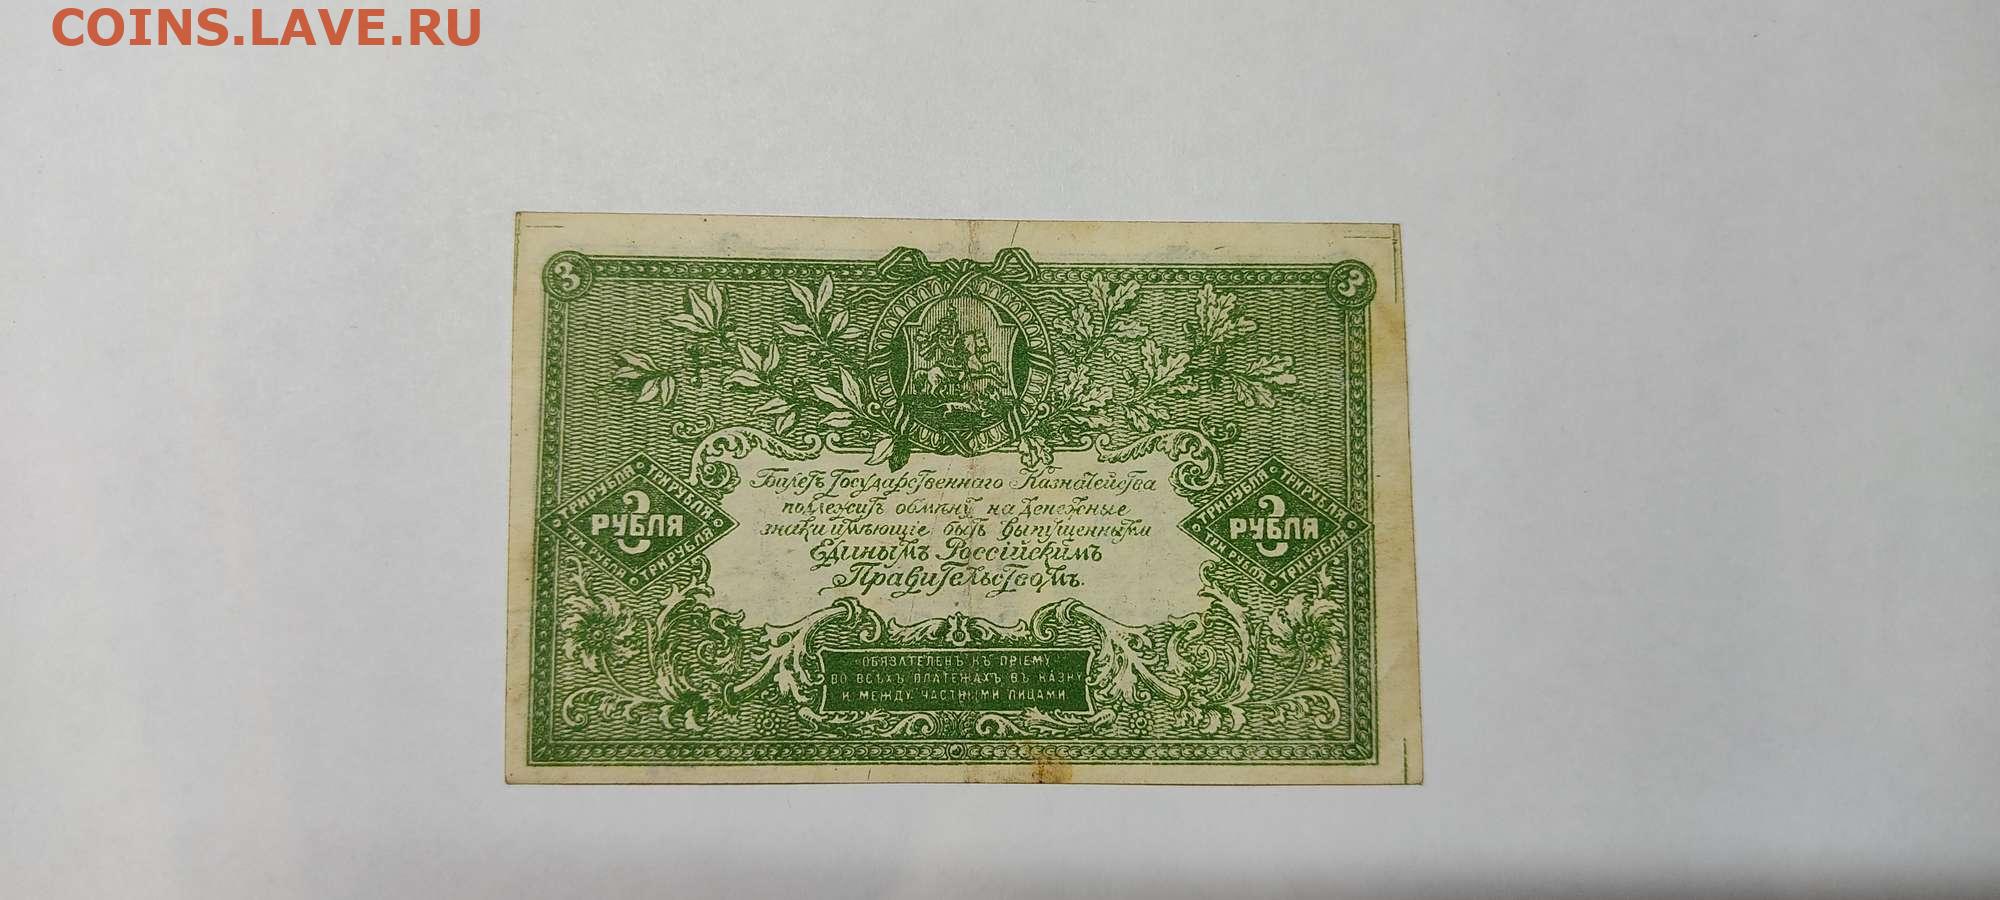 COINS.LAVE.RU
3 3
Билетъ Государственнаго Казначейства
подлежитъ обмѣну на денежные
знаки имѣющіе быть выпущенными
Единымъ Россійскимъ
Правительствомъ.
ТРИ РУБЛЯ ТРИ РУБЛЯ
3 РУБЛЯ
ТРИ РУБЛЯ ТРИ РУБЛЯ
ТРИ РУБЛЯ ТРИ РУБЛЯ
3 РУБЛЯ
ТРИ РУБЛЯ ТРИ РУБЛЯ
ОБЯЗАТЕЛЕНЪ КЪ ПРІЕМУ
ВО ВСѢХЪ ПЛАТЕЖАХЪ ВЪ КАЗНУ
И МЕЖДУ ЧАСТНЫМИ ЛИЦАМИ.